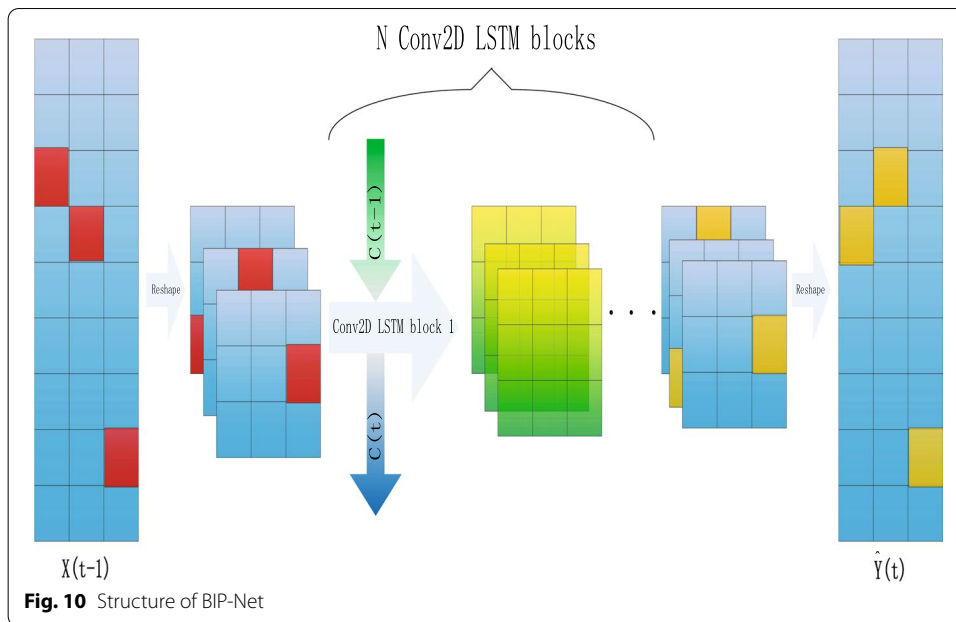 N Conv2D LSTM blocks
C(t-1)
Reshape
Conv2D LSTM block 1
. . .
Reshape
C(t)
X(t-1)
Ŷ(t)
Fig. 10 Structure of BIP-Net